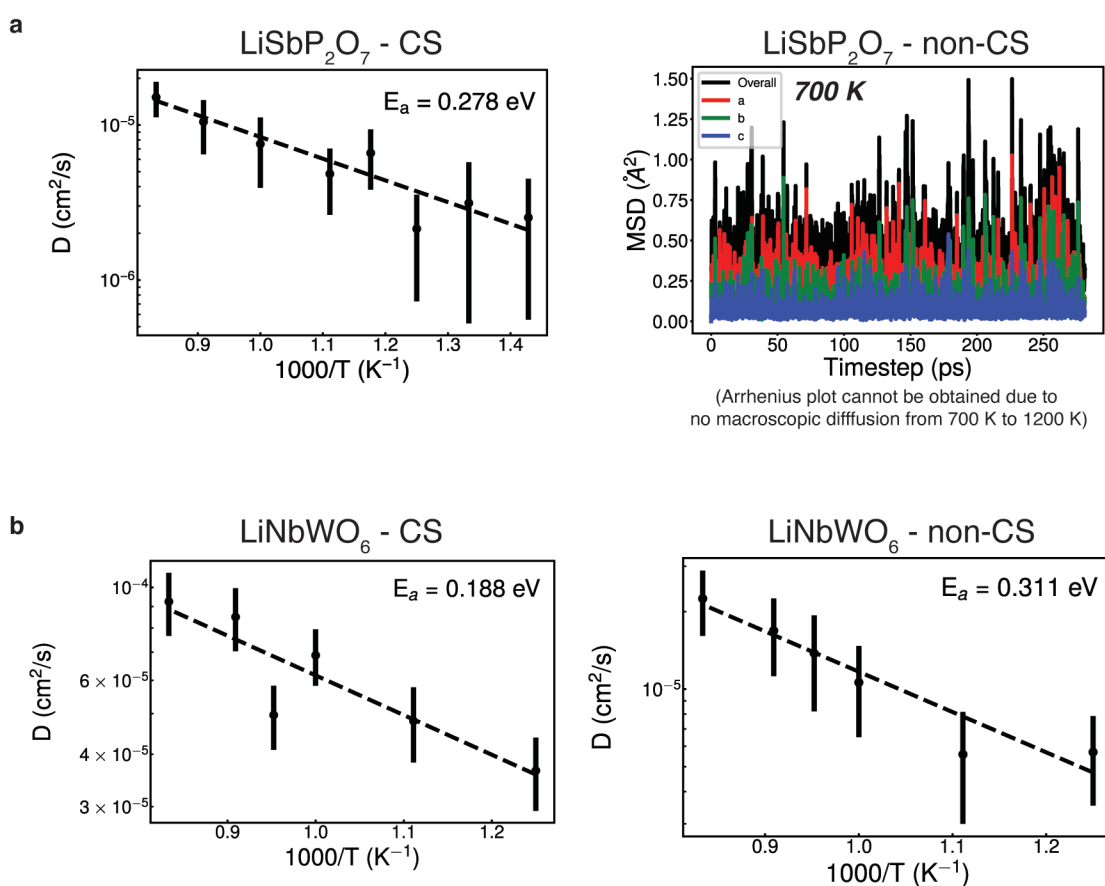 a
LiSbP2O7 - CS
Ea = 0.278 eV
10−5
10−6
D (cm2/s)
0.9 1.0 1.1 1.2 1.3 1.4
1000/T (K−1)
LiSbP2O7 - non-CS
Overall
a
b
c
700 K
1.50
1.25
1.00
0.75
0.50
0.25
0.00
MSD (Å2)
0 50 100 150 200 250
Timestep (ps)
(Arrhenius plot cannot be obtained due to
no macroscopic difffusion from 700 K to 1200 K)
b
LiNbWO6 - CS
Ea = 0.188 eV
10−4
6 × 10−5
4 × 10−5
3 × 10−5
D (cm2/s)
0.9 1.0 1.1 1.2
1000/T (K−1)
LiNbWO6 - non-CS
Ea = 0.311 eV
10−5
D (cm2/s)
0.9 1.0 1.1 1.2
1000/T (K−1)